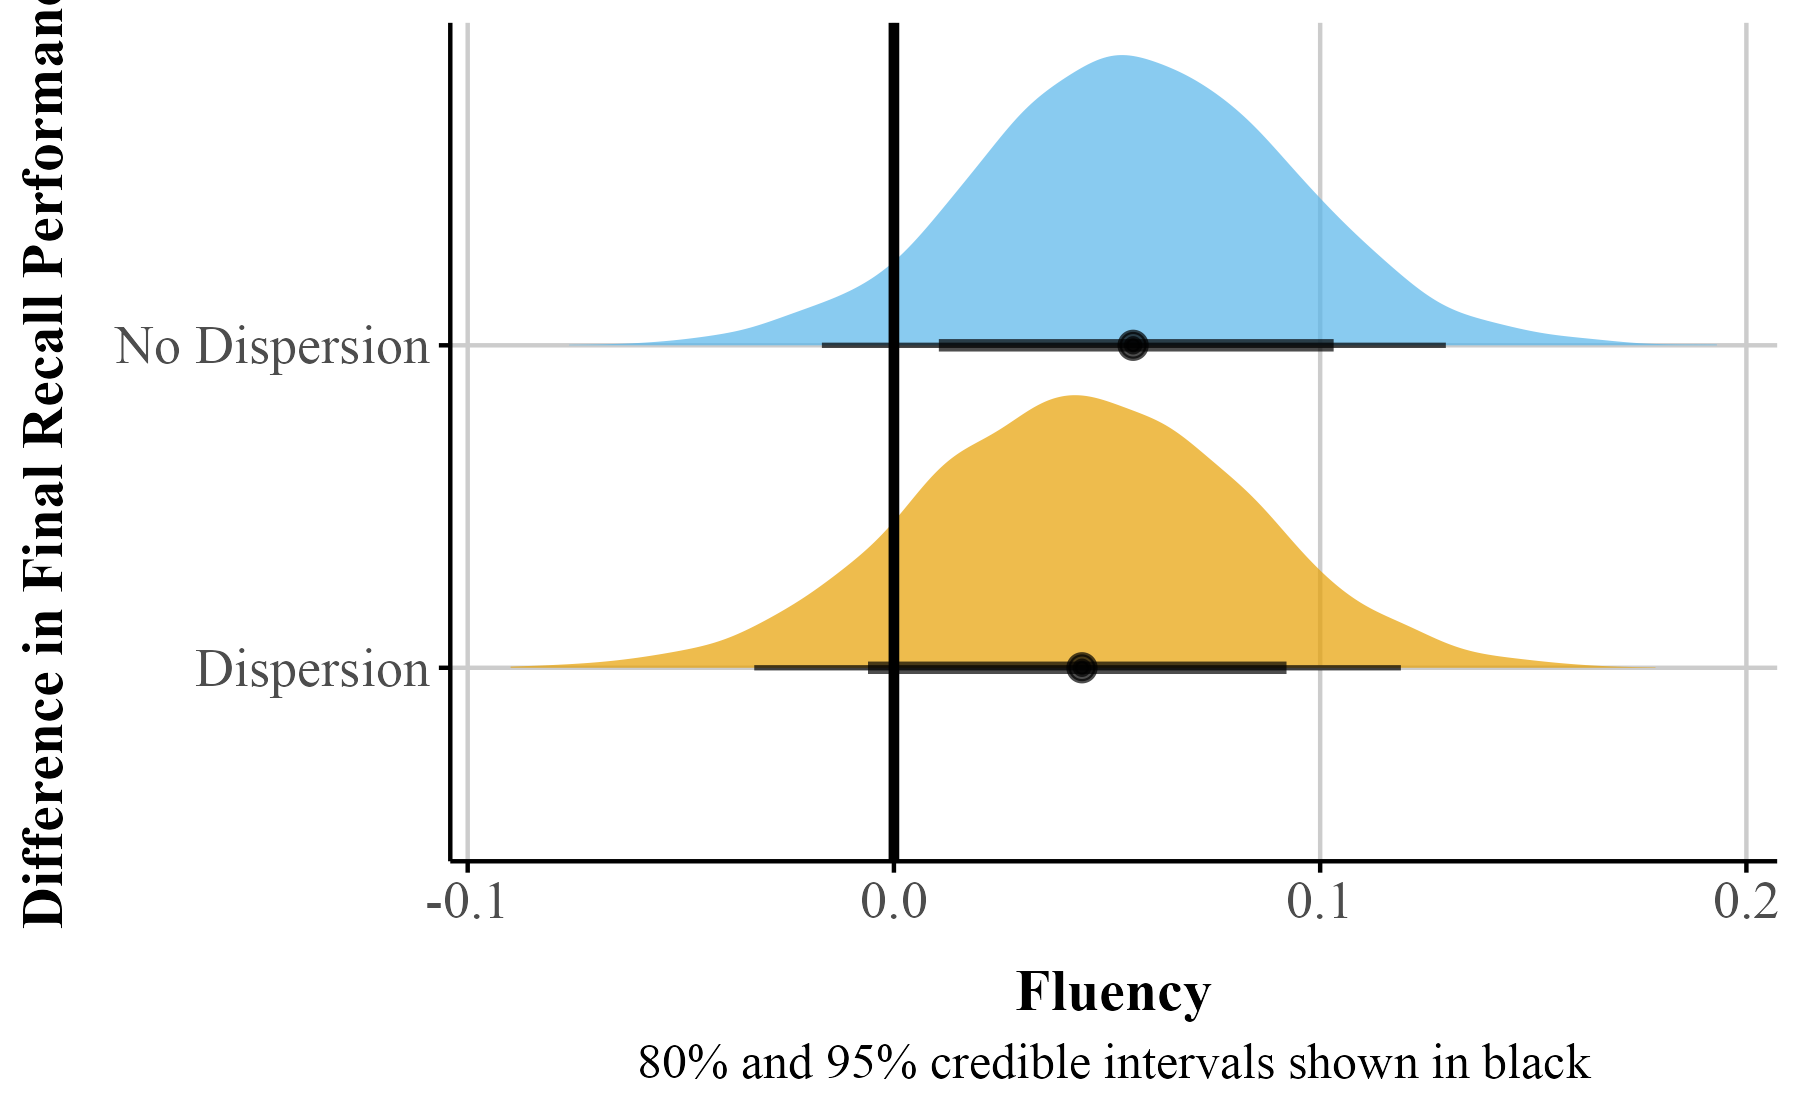 Difference in Final Recall Performanc
No Dispersion
Dispersion
-0.1 0.0 0.1 0.2
Fluency
80% and 95% credible intervals shown in black